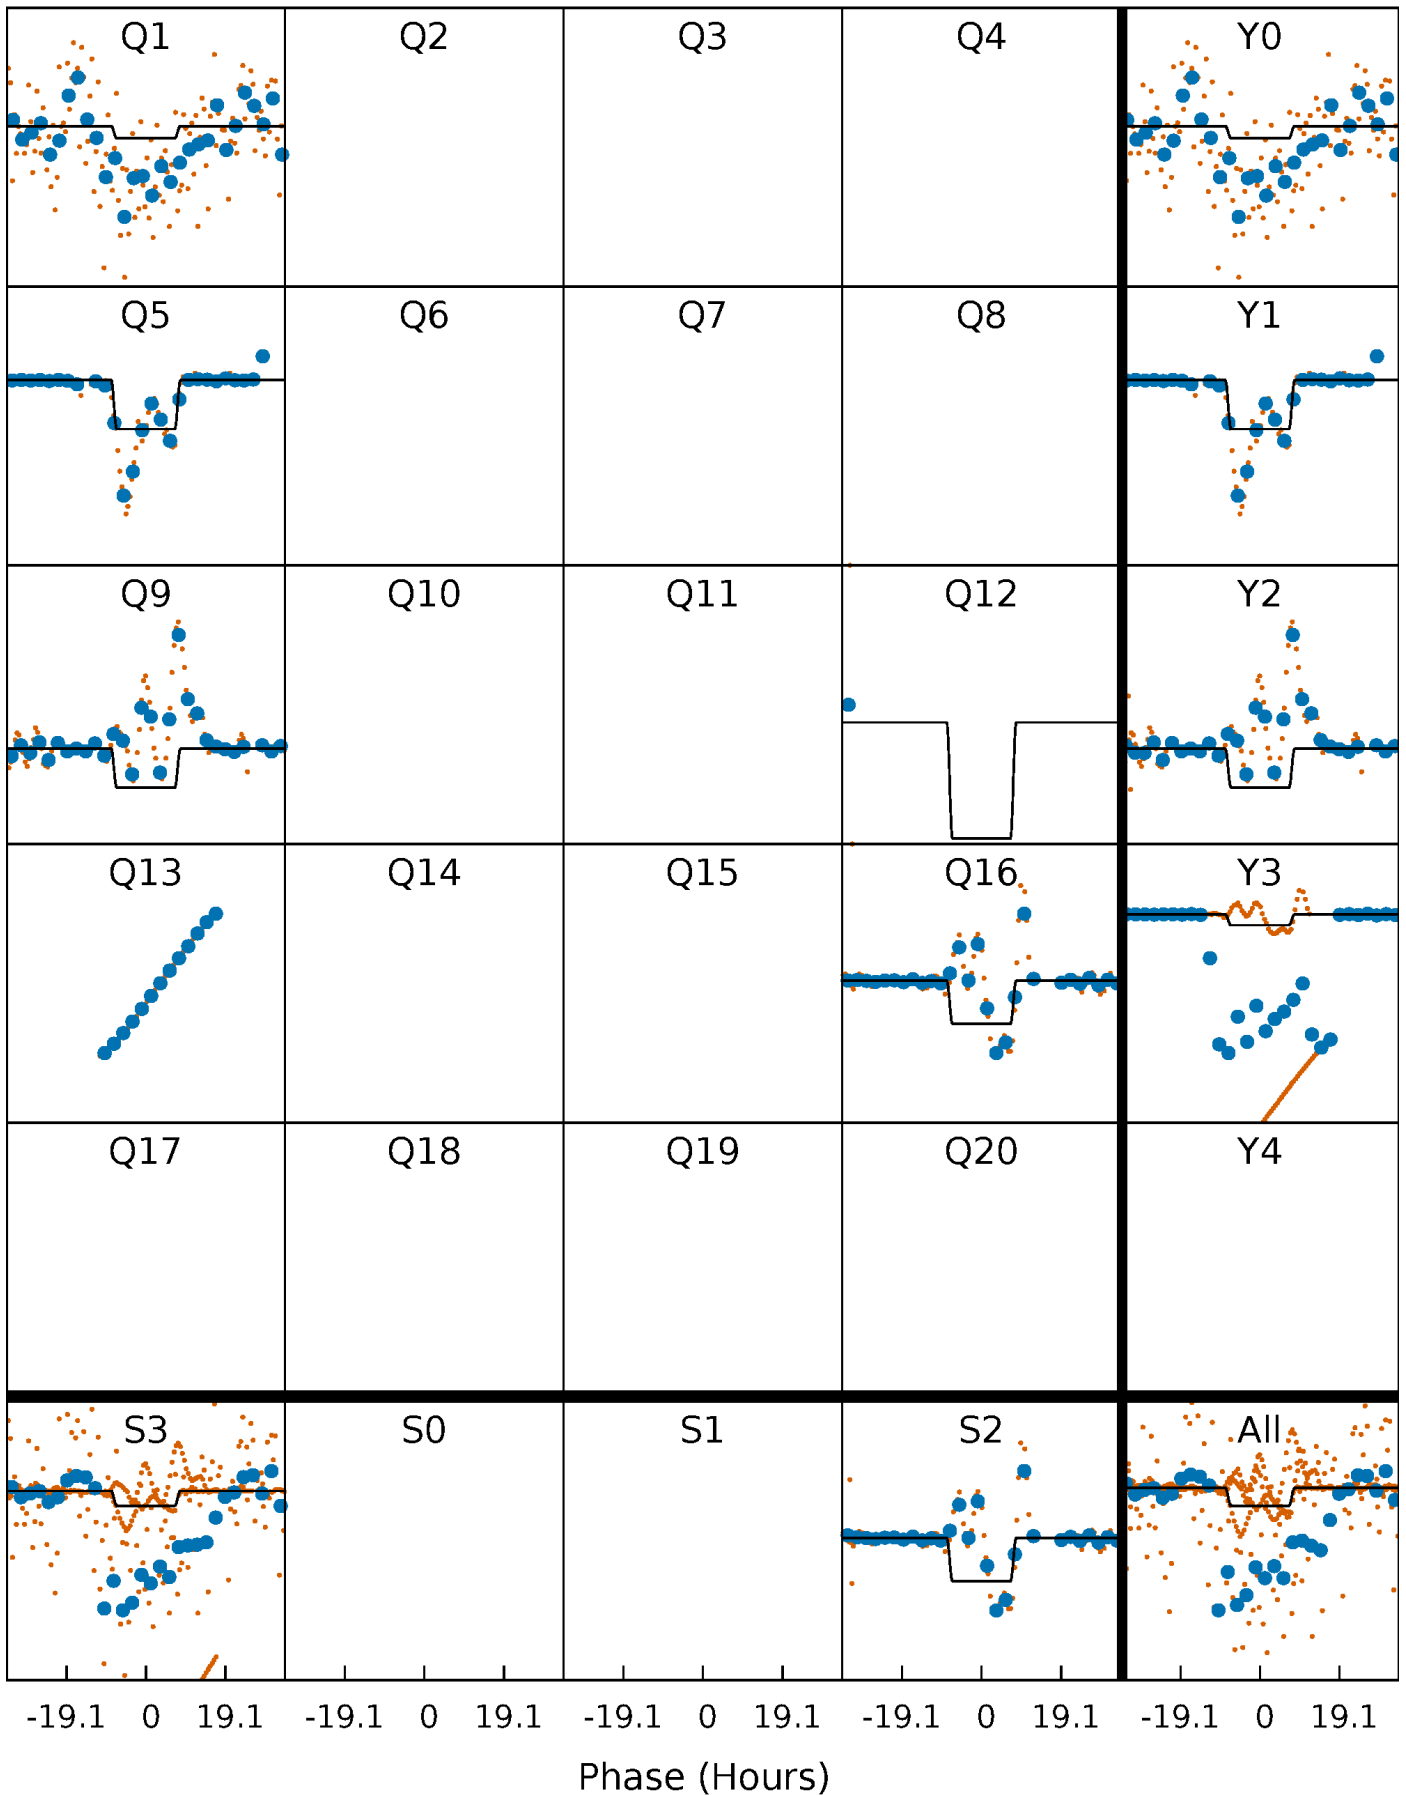 Q1 Q2 Q3 Q4 Y0
Q5 Q6 Q7 Q8 Y1
Q9 Q10 Q11 Q12 Y2
Q13 Q14 Q15 Q16 Y3
Q17 Q18 Q19 Q20 Y4
S3 S0 S1 S2 All
-19.1 0 19.1 -19.1 0 19.1 -19.1 0 19.1 -19.1 0 19.1 -19.1 0 19.1
Phase (Hours)